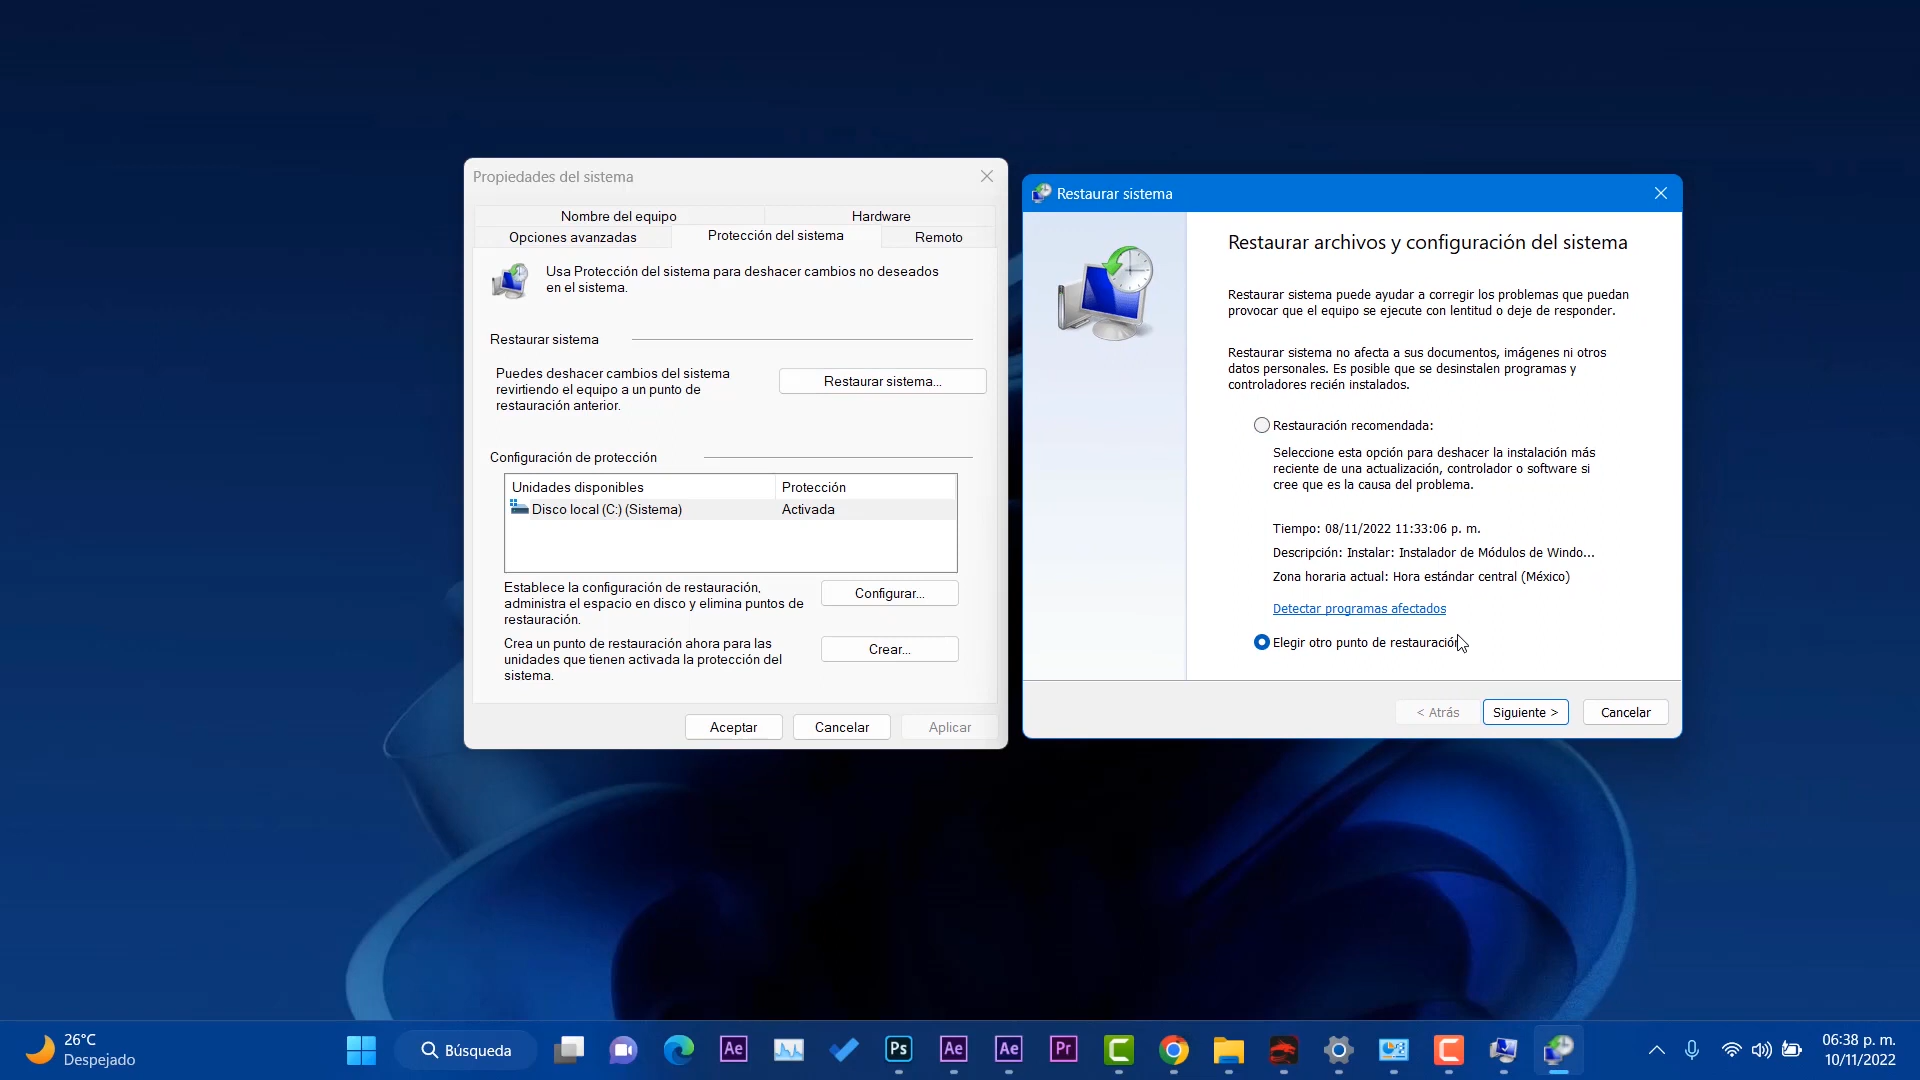 Propiedades del sistema
Nombre del equipo
Hardware
Opciones avanzadas
Protección del sistema
Remoto
Usa Protección del sistema para deshacer cambios no deseados
en el sistema.
Restaurar sistema
Puedes deshacer cambios del sistema
revirtiendo el equipo a un punto de
restauración anterior.
Restaurar sistema...
Configuración de protección
Unidades disponibles
Protección
Disco local (C:) (Sistema)
Activada
Establece la configuración de restauración,
administra el espacio en disco y elimina puntos de
restauración.
Configurar...
Crea un punto de restauración ahora para las
unidades que tienen activada la protección del
sistema.
Crear...
Aceptar
Cancelar
Aplicar
Restaurar sistema
Restaurar archivos y configuración del sistema
Restaurar sistema puede ayudar a corregir los problemas que puedan
provocar que el equipo se ejecute con lentitud o deje de responder.
Restaurar sistema no afecta a sus documentos, imágenes ni otros
datos personales. Es posible que se desinstalen programas y
controladores recién instalados.
Restauración recomendada:
Seleccione esta opción para deshacer la instalación más
reciente de una actualización, controlador o software si
cree que es la causa del problema.
Tiempo: 08/11/2022 11:33:06 p. m.
Descripción: Instalar: Instalador de Módulos de Windo...
Zona horaria actual: Hora estándar central (México)
Detectar programas afectados
Elegir otro punto de restauración
< Atrás
Siguiente >
Cancelar
26°C
Despejado
Búsqueda
Ae
Ps
Ae
Ae
Pr
06:38 p. m.
10/11/2022